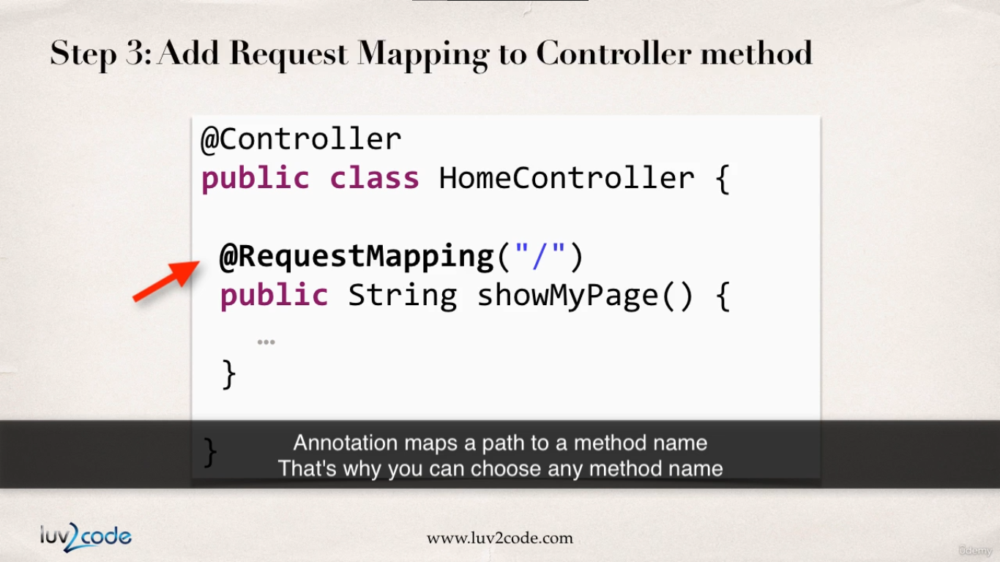 Step 3: Add Request Mapping to Controller method
@Controller
public class HomeController {
@RequestMapping("/")
public String showMyPage() {
…
}
}
Annotation maps a path to a method name
That's why you can choose any method name
luv2code
www.luv2code.com
ûdemy